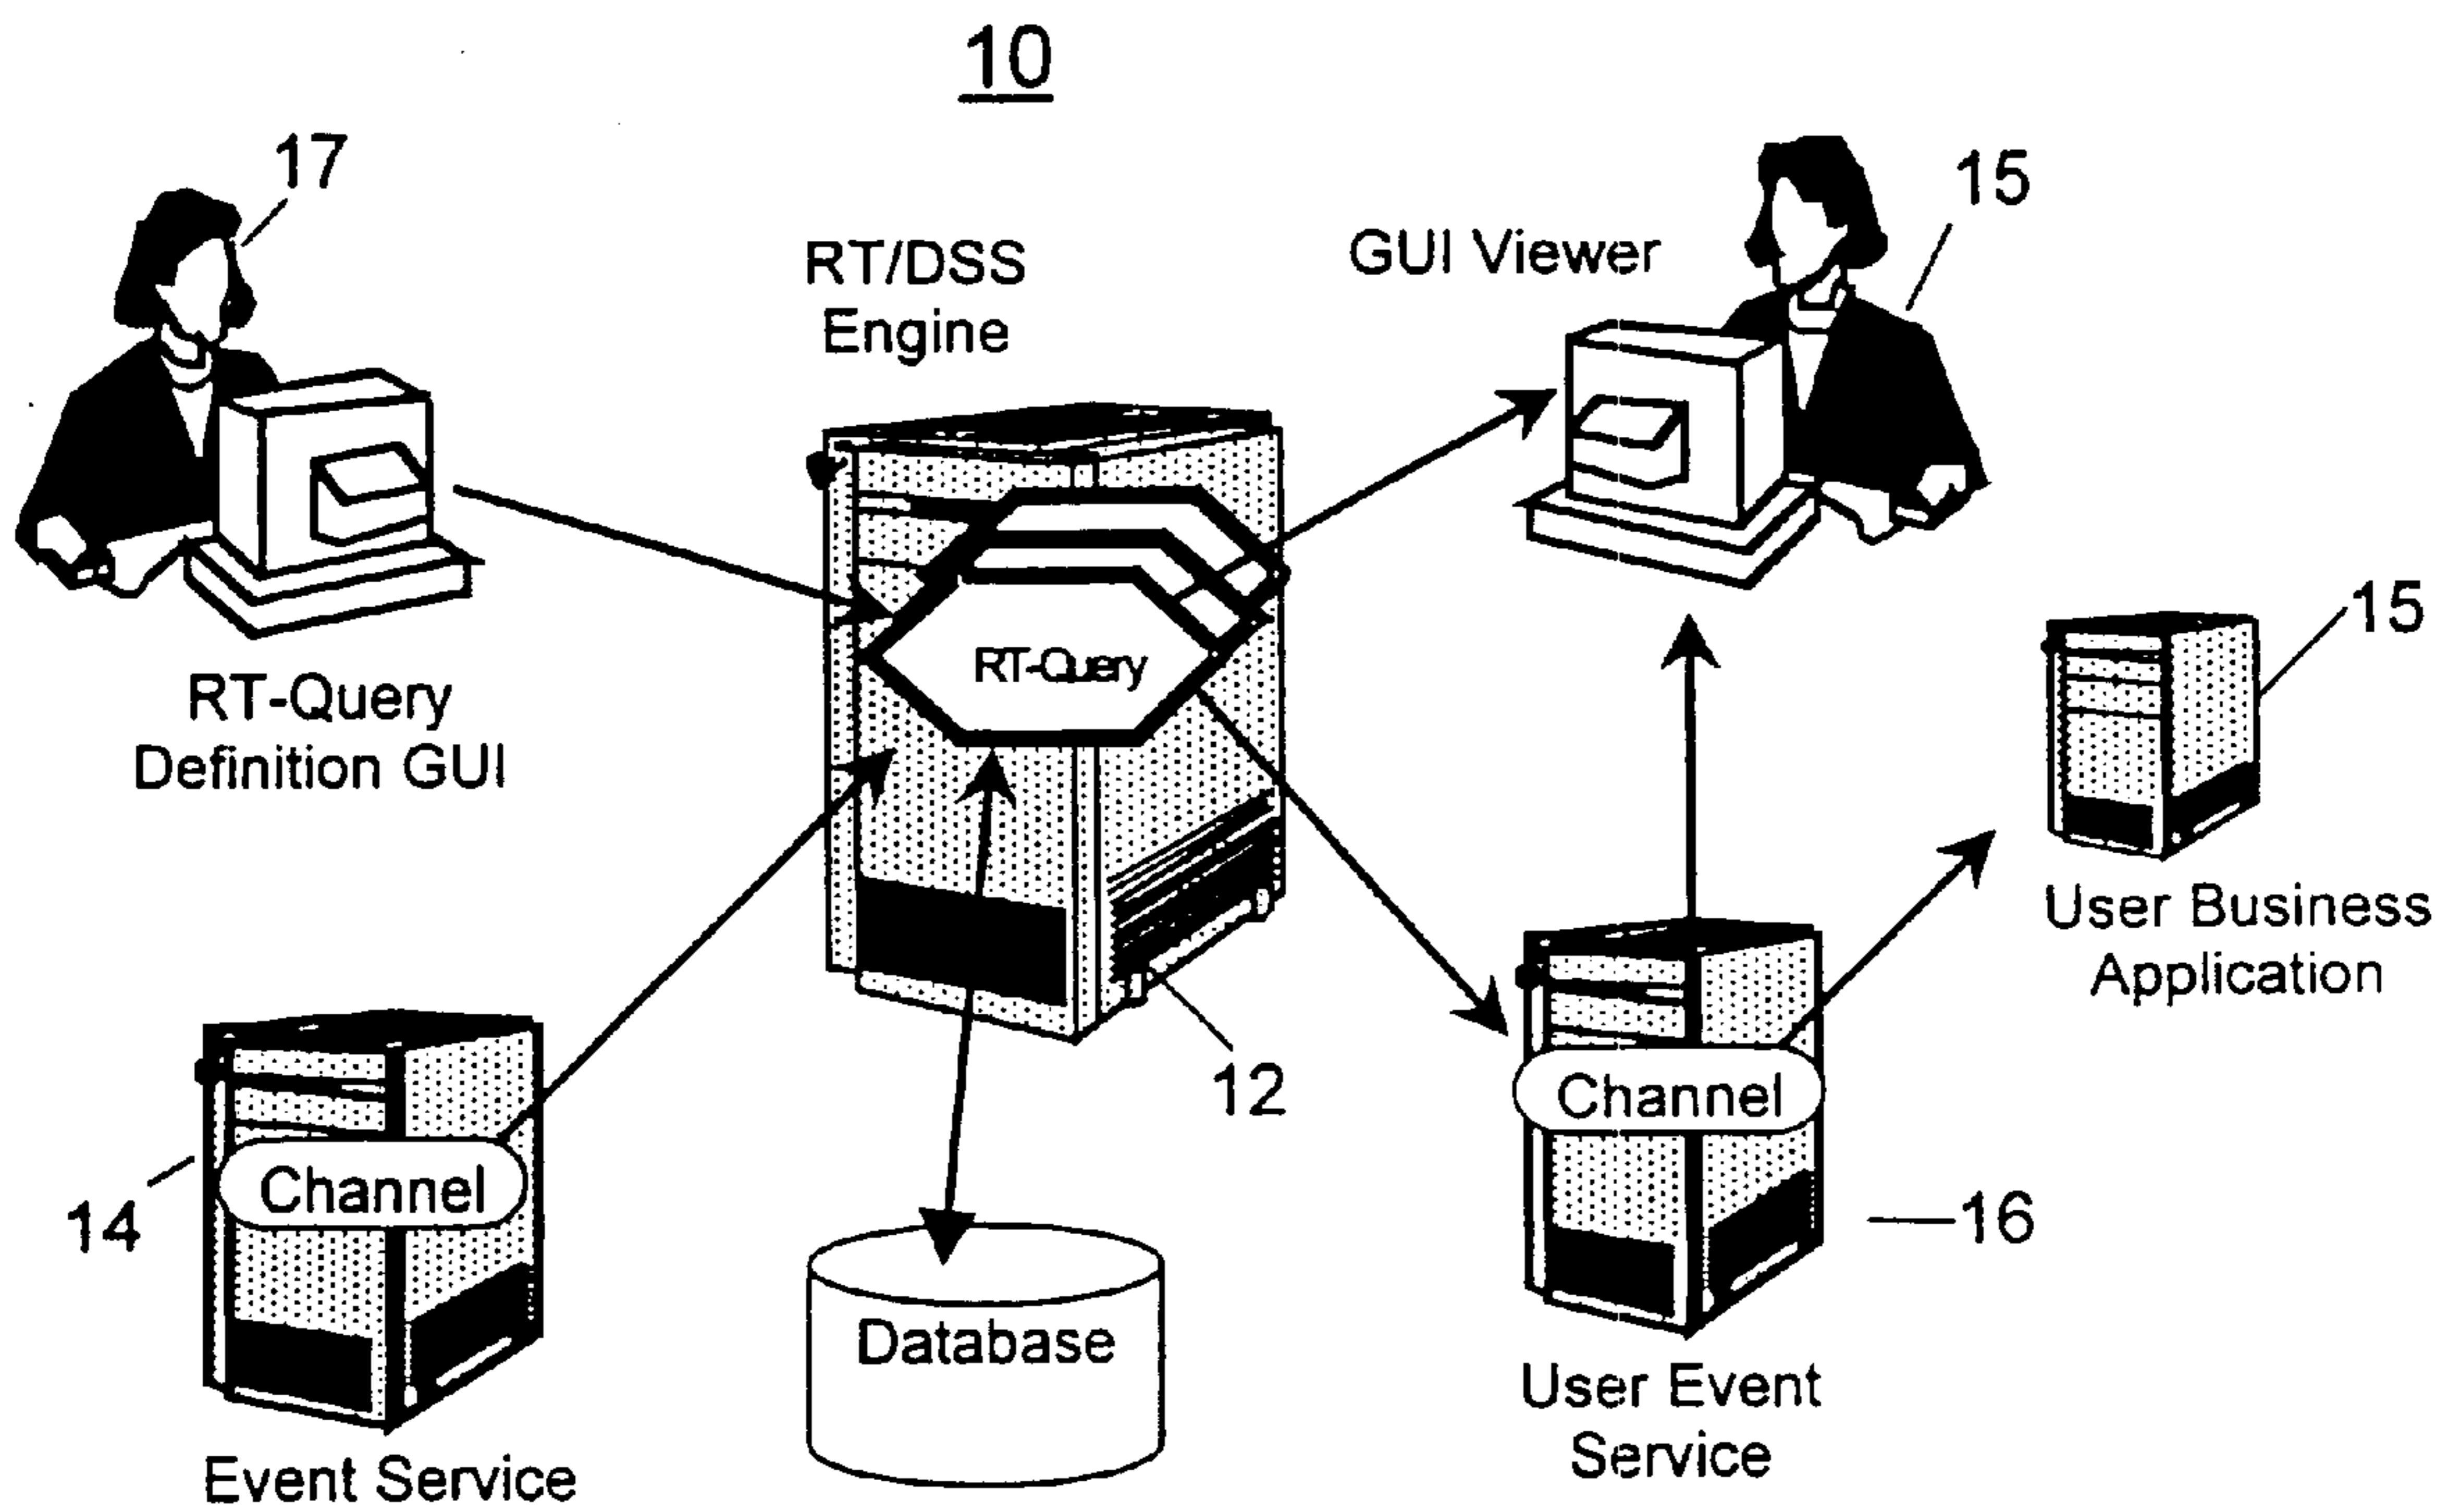 10
17
15
RT/DSS
Engine
GUI Viewer
RT-Query
RT-Query
Definition GUI
15
User Business
Application
12
Channel
Channel
14
16
Database
User Event
Service
Event Service